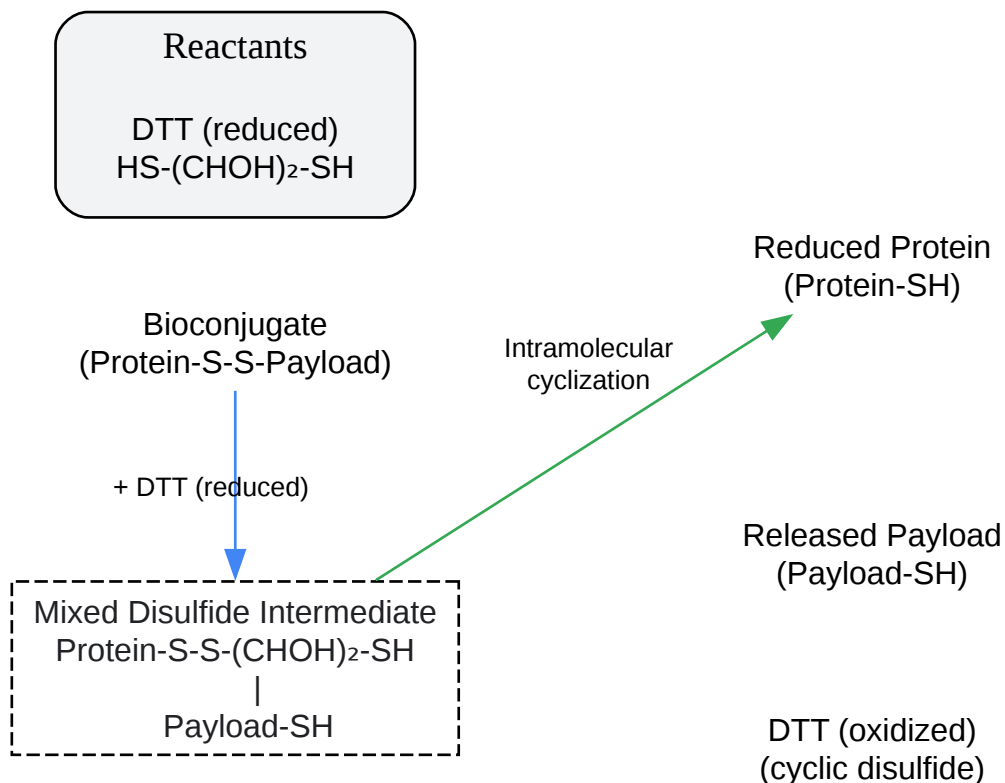 Reactants
DTT (reduced)
HS-(CHOH)₂-SH
Bioconjugate
(Protein-S-S-Payload)
+ DTT (reduced)
Mixed Disulfide Intermediate
Protein-S-S-(CHOH)₂-SH
|
Payload-SH
Intramolecular
cyclization
Reduced Protein
(Protein-SH)
Released Payload
(Payload-SH)
DTT (oxidized)
(cyclic disulfide)